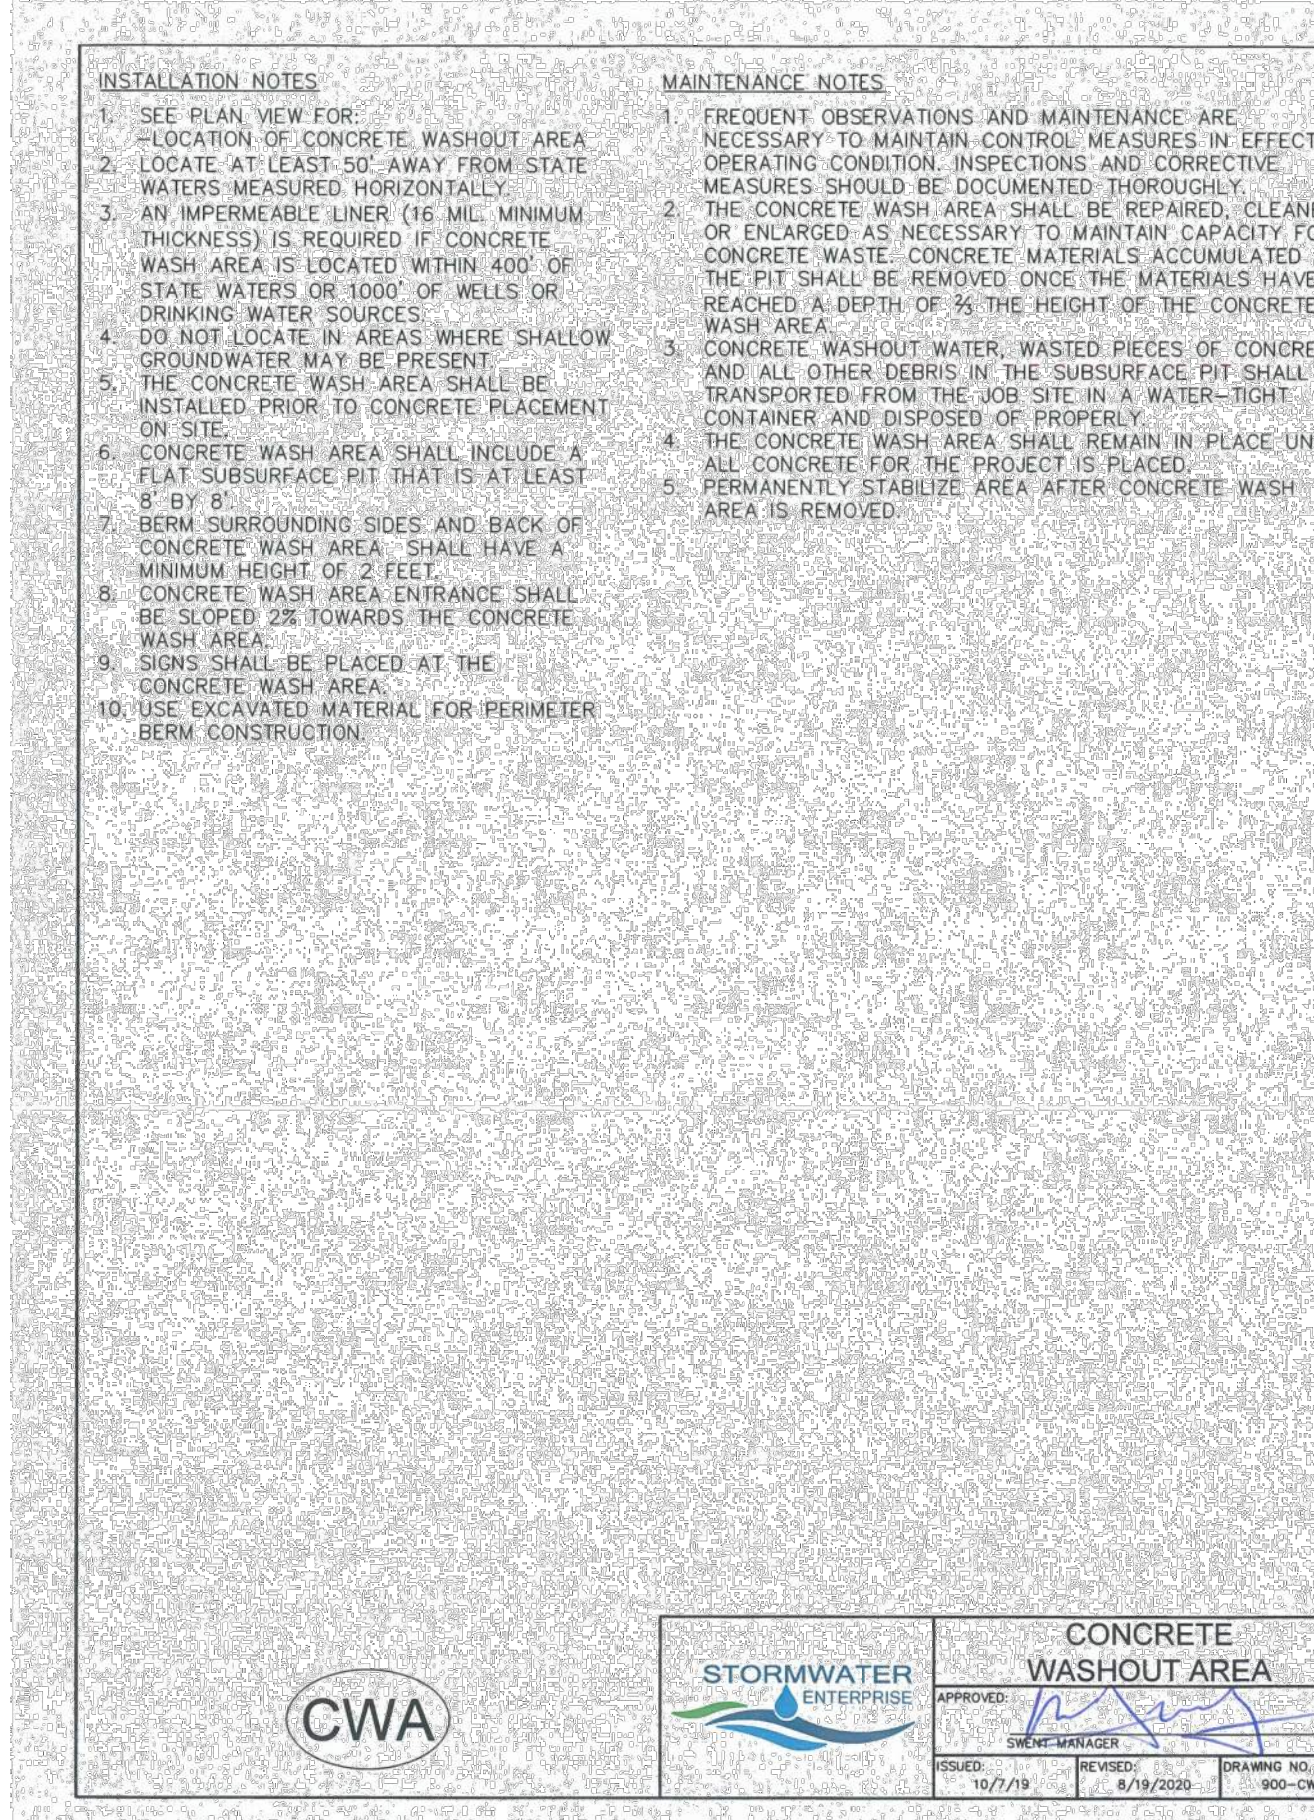 INSTALLATION NOTES
1. SEE PLAN VIEW FOR:
-LOCATION OF CONCRETE WASHOUT AREA
2. LOCATE AT LEAST 50' AWAY FROM STATE
WATERS MEASURED HORIZONTALLY.
3. AN IMPERMEABLE LINER (16 MIL. MINIMUM
THICKNESS) IS REQUIRED IF CONCRETE
WASH AREA IS LOCATED WITHIN 400' OF
STATE WATERS OR 1000' OF WELLS OR
DRINKING WATER SOURCES.
4. DO NOT LOCATE IN AREAS WHERE SHALLOW
GROUNDWATER MAY BE PRESENT.
5. THE CONCRETE WASH AREA SHALL BE
INSTALLED PRIOR TO CONCRETE PLACEMENT
ON SITE.
6. CONCRETE WASH AREA SHALL INCLUDE A
FLAT SUBSURFACE PIT THAT IS AT LEAST
8' BY 8'.
7. BERM SURROUNDING SIDES AND BACK OF
CONCRETE WASH AREA SHALL HAVE A
MINIMUM HEIGHT OF 2 FEET.
8. CONCRETE WASH AREA ENTRANCE SHALL
BE SLOPED 2% TOWARDS THE CONCRETE
WASH AREA.
9. SIGNS SHALL BE PLACED AT THE
CONCRETE WASH AREA.
10. USE EXCAVATED MATERIAL FOR PERIMETER
BERM CONSTRUCTION.
MAINTENANCE NOTES
1. FREQUENT OBSERVATIONS AND MAINTENANCE ARE
NECESSARY TO MAINTAIN CONTROL MEASURES IN EFFECT
OPERATING CONDITION. INSPECTIONS AND CORRECTIVE
MEASURES SHOULD BE DOCUMENTED THOROUGHLY.
2. THE CONCRETE WASH AREA SHALL BE REPAIRED, CLEAN
OR ENLARGED AS NECESSARY TO MAINTAIN CAPACITY FO
CONCRETE WASTE. CONCRETE MATERIALS ACCUMULATED
THE PIT SHALL BE REMOVED ONCE THE MATERIALS HAVE
REACHED A DEPTH OF ⅔ THE HEIGHT OF THE CONCRETE
WASH AREA.
3. CONCRETE WASHOUT WATER, WASTED PIECES OF CONCRE
AND ALL OTHER DEBRIS IN THE SUBSURFACE PIT SHALL
TRANSPORTED FROM THE JOB SITE IN A WATER-TIGHT
CONTAINER AND DISPOSED OF PROPERLY.
4. THE CONCRETE WASH AREA SHALL REMAIN IN PLACE UN
ALL CONCRETE FOR THE PROJECT IS PLACED.
5. PERMANENTLY STABILIZE AREA AFTER CONCRETE WASH
AREA IS REMOVED.
CWA
STORMWATER
ENTERPRISE
CONCRETE
WASHOUT AREA
APPROVED:
SWENT MANAGER
ISSUED:
10/7/19
REVISED:
8/19/2020
DRAWING NO.
900-CW